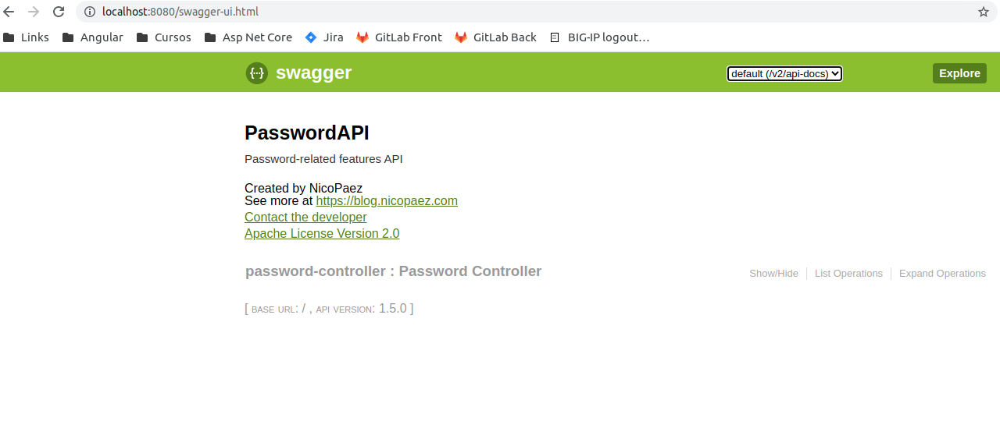 localhost:8080/swagger-ui.html
Links Angular Cursos Asp Net Core Jira GitLab Front GitLab Back BIG-IP logout...
{...} swagger default (/v2/api-docs) Explore
PasswordAPI
Password-related features API
Created by NicoPaez
See more at https://blog.nicopaez.com
Contact the developer
Apache License Version 2.0
password-controller : Password Controller Show/Hide List Operations Expand Operations
[ BASE URL: / , API VERSION: 1.5.0 ]